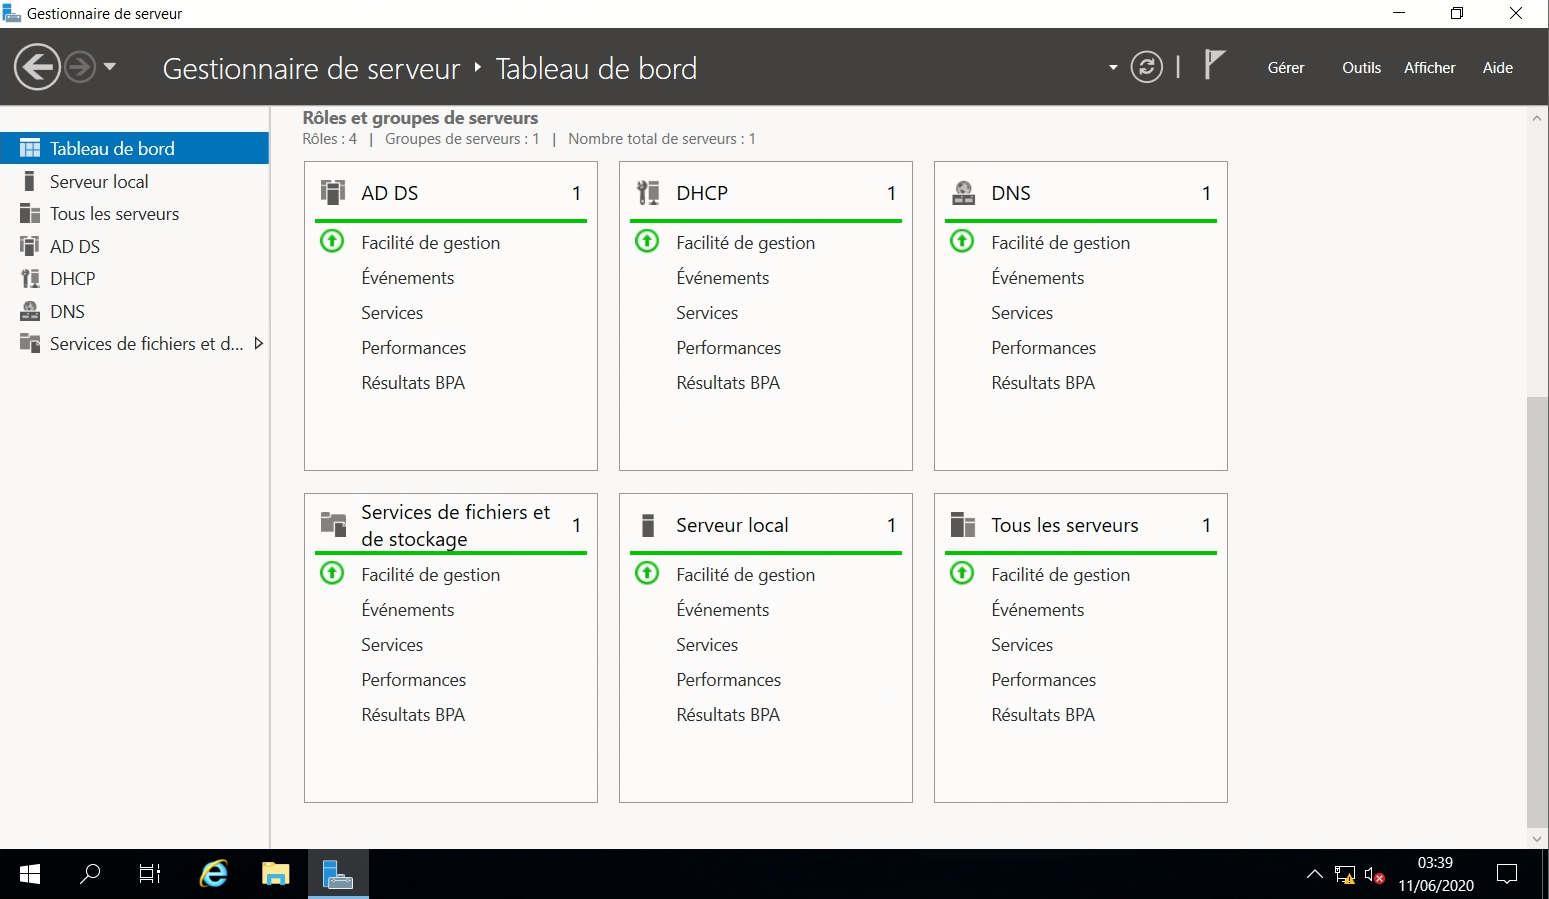 Gestionnaire de serveur
Gestionnaire de serveur ‣ Tableau de bord
Gérer Outils Afficher Aide
Tableau de bord
Serveur local
Tous les serveurs
AD DS
DHCP
DNS
Services de fichiers et d...
Rôles et groupes de serveurs
Rôles : 4 | Groupes de serveurs : 1 | Nombre total de serveurs : 1
AD DS 1
Facilité de gestion
Événements
Services
Performances
Résultats BPA
DHCP 1
Facilité de gestion
Événements
Services
Performances
Résultats BPA
DNS 1
Facilité de gestion
Événements
Services
Performances
Résultats BPA
Services de fichiers et
de stockage 1
Facilité de gestion
Événements
Services
Performances
Résultats BPA
Serveur local 1
Facilité de gestion
Événements
Services
Performances
Résultats BPA
Tous les serveurs 1
Facilité de gestion
Événements
Services
Performances
Résultats BPA
03:39
11/06/2020